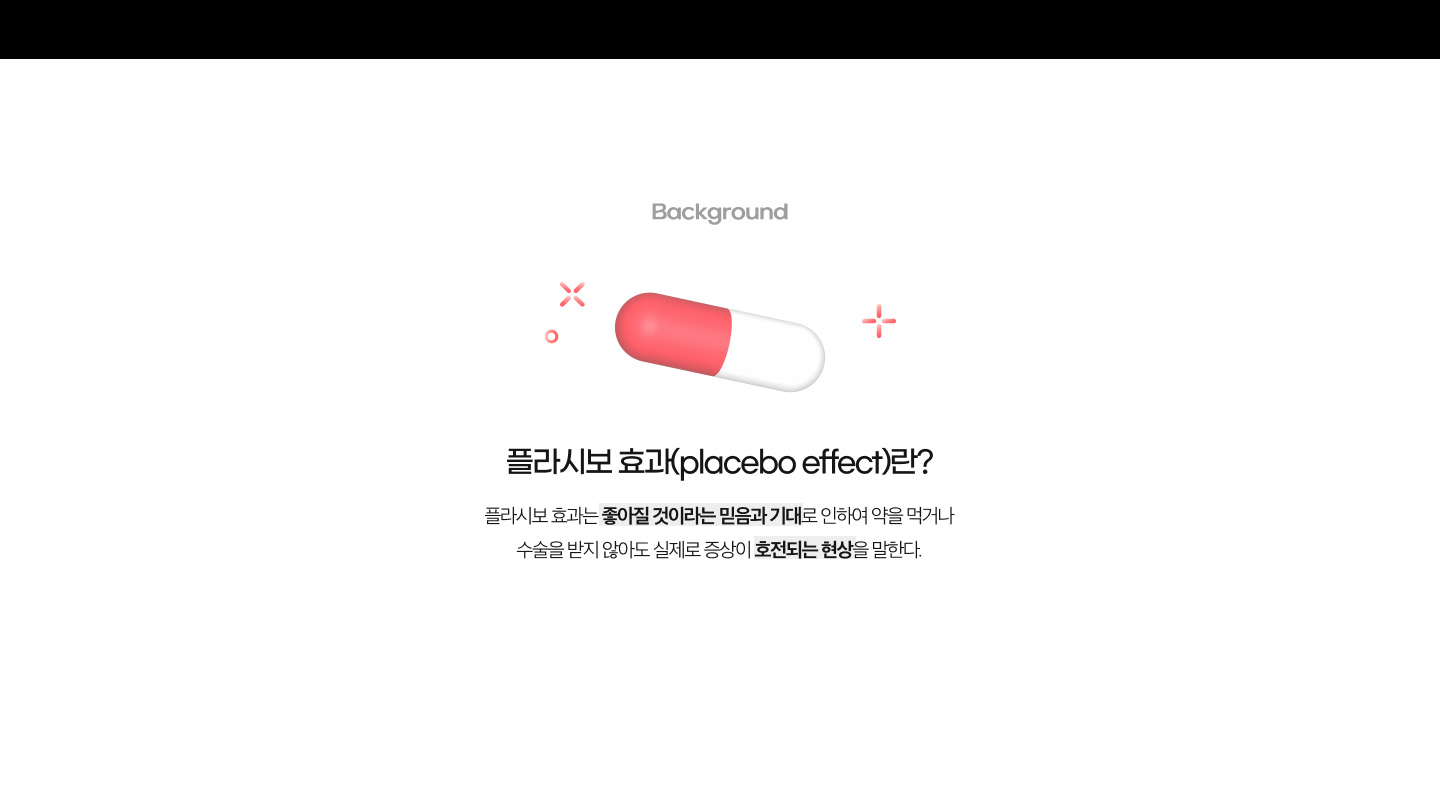 Background
플라시보 효과(placebo effect)란?
플라시보 효과는 좋아질 것이라는 믿음과 기대로 인하여 약을 먹거나
수술을 받지 않아도 실제로 증상이 호전되는 현상을 말한다.